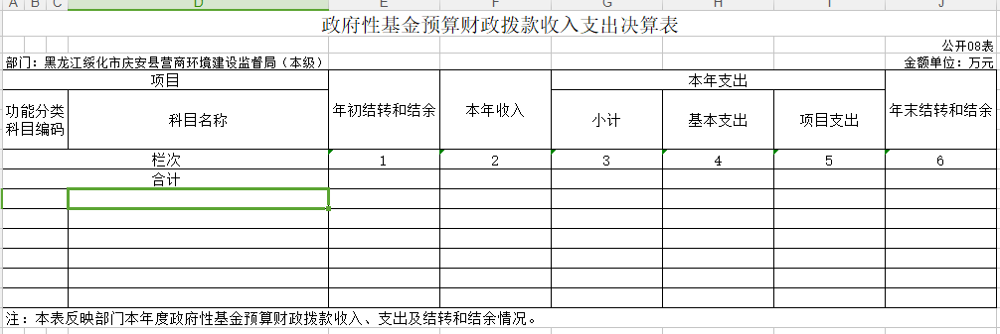 A B C D E F G H I J
政府性基金预算财政拨款收入支出决算表
公开08表
部门：黑龙江绥化市庆安县营商环境建设监督局（本级） 金额单位：万元
项目 年初结转和结余 本年收入 本年支出 年末结转和结余
功能分类
科目编码 科目名称 小计 基本支出 项目支出
栏次 1 2 3 4 5 6
合计
注：本表反映部门本年度政府性基金预算财政拨款收入、支出及结转和结余情况。